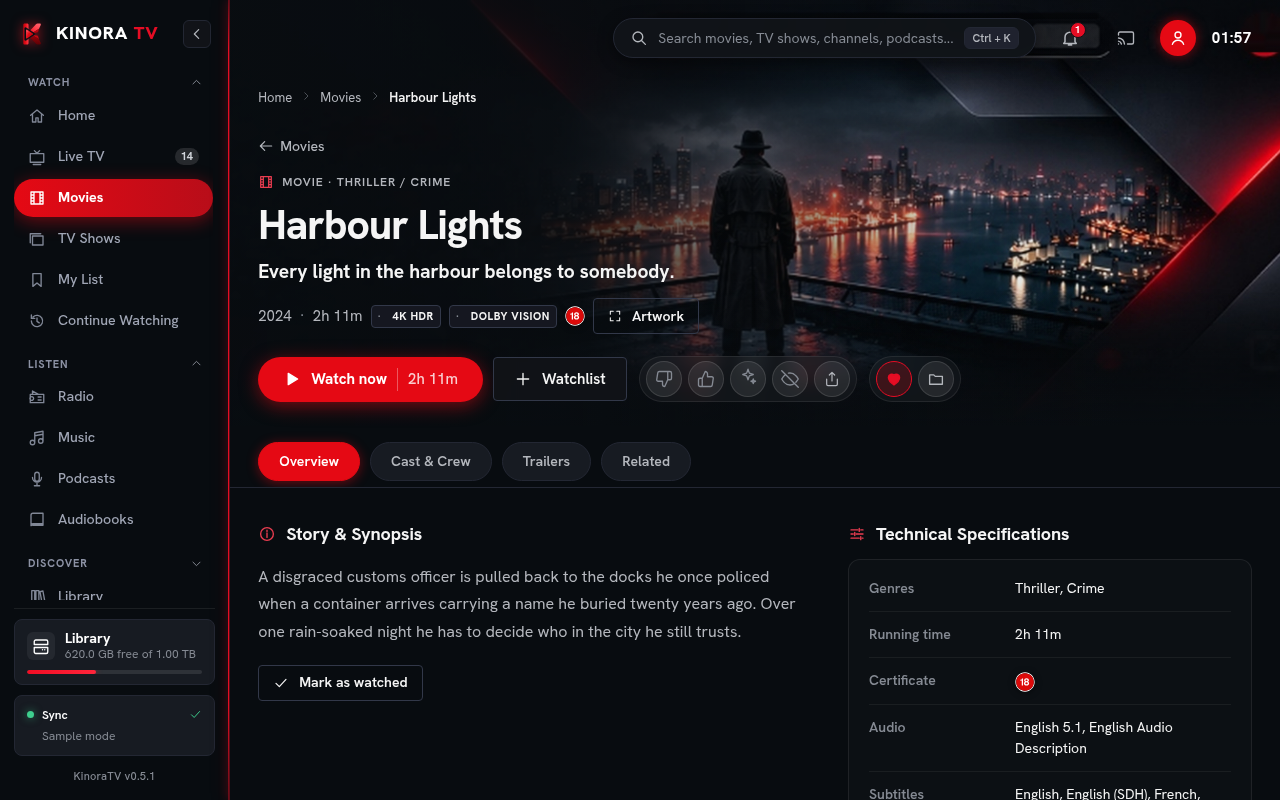 KINORA TV
Search movies, TV shows, channels, podcasts...
Ctrl + K
1
01:57
WATCH
Home
Live TV
14
Movies
TV Shows
My List
Continue Watching
LISTEN
Radio
Music
Podcasts
Audiobooks
DISCOVER
Library
Library
620.0 GB free of 1.00 TB
Sync
Sample mode
KinoraTV v0.5.1
Home
Movies
Harbour Lights
Movies
MOVIE · THRILLER / CRIME
Harbour Lights
Every light in the harbour belongs to somebody.
2024 · 2h 11m · 4K HDR · DOLBY VISION 18 Artwork
Watch now 2h 11m
Watchlist
Overview
Cast & Crew
Trailers
Related
Story & Synopsis
A disgraced customs officer is pulled back to the docks he once policed
when a container arrives carrying a name he buried twenty years ago. Over
one rain-soaked night he has to decide who in the city he still trusts.
Mark as watched
Technical Specifications
Genres Thriller, Crime
Running time 2h 11m
Certificate 18
Audio English 5.1, English Audio
Description
Subtitles English, English (SDH), French,